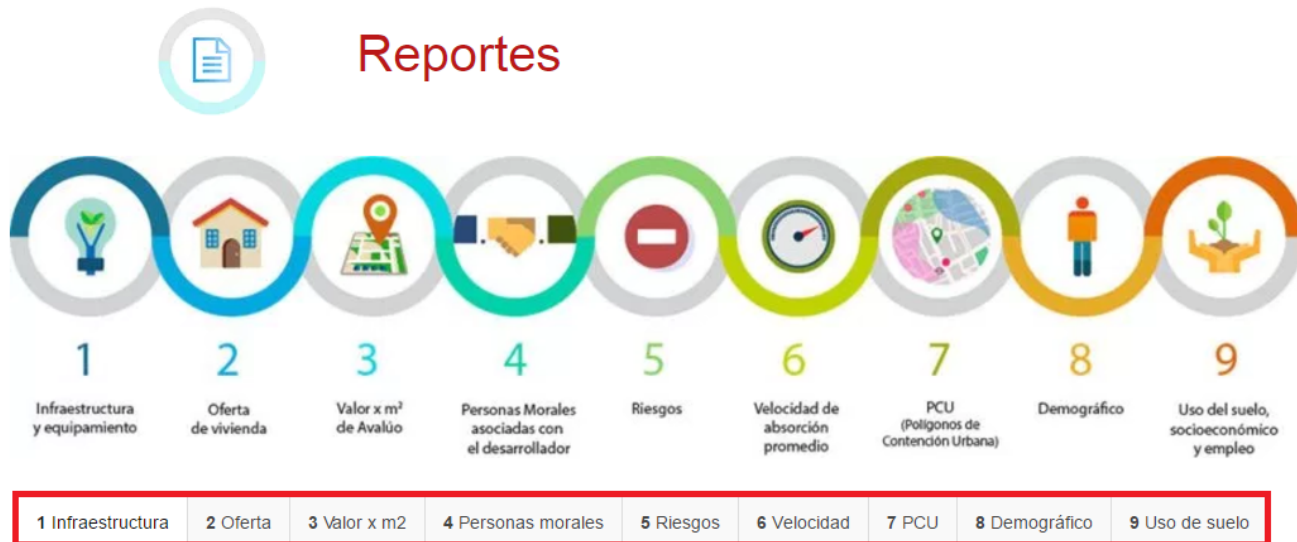 Reportes
1
Infraestructura
y equipamiento
2
Oferta
de vivienda
3
Valor x m²
de Avalúo
4
Personas Morales
asociadas con
el desarrollador
5
Riesgos
6
Velocidad de
absorción
promedio
7
PCU
(Polígonos de
Contención Urbana)
8
Demográfico
9
Uso del suelo,
socioeconómico
y empleo
1 Infraestructura
2 Oferta
3 Valor x m2
4 Personas morales
5 Riesgos
6 Velocidad
7 PCU
8 Demográfico
9 Uso de suelo